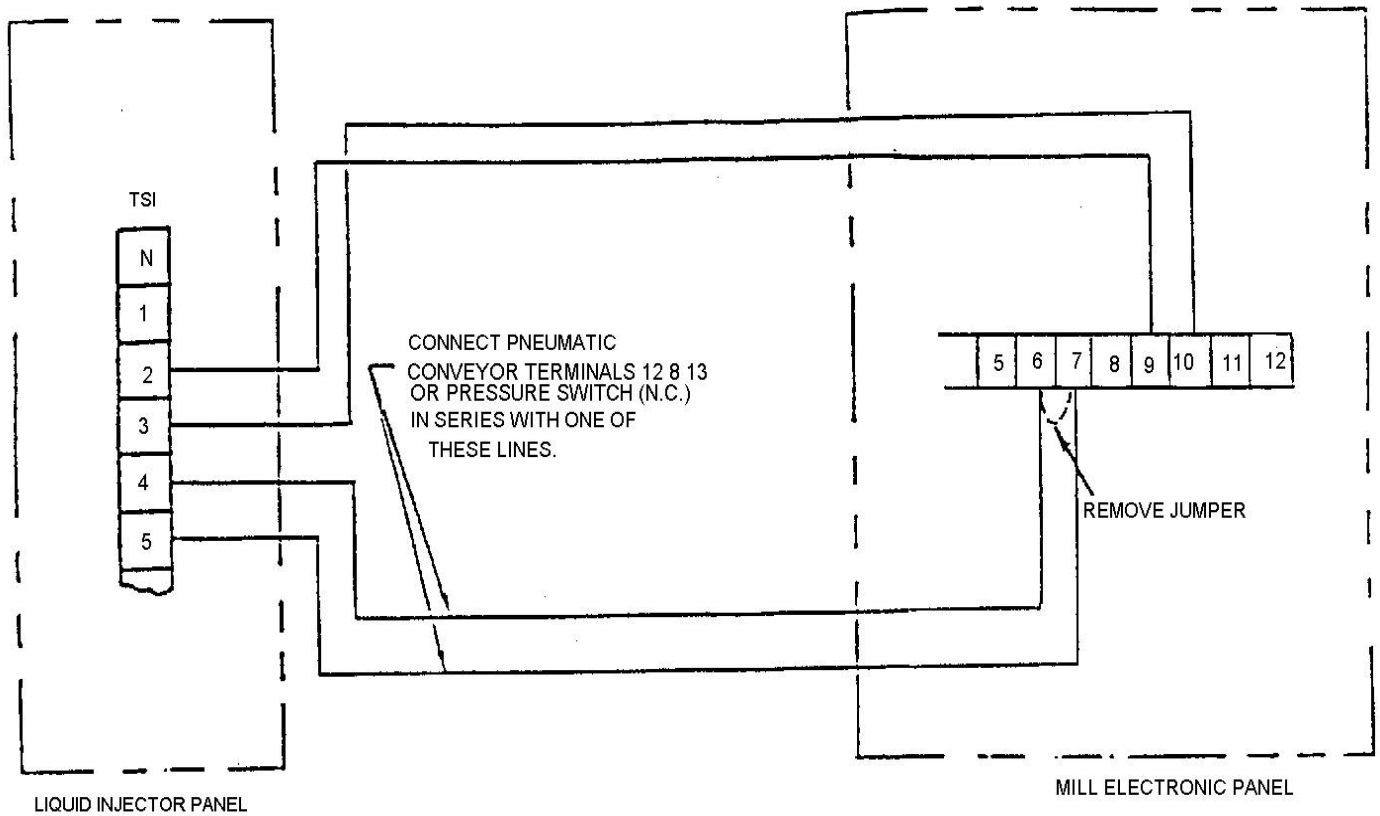 TSI
N
1
2
3
4
5
CONNECT PNEUMATIC
CONVEYOR TERMINALS 12 8 13
OR PRESSURE SWITCH (N.C.)
IN SERIES WITH ONE OF
THESE LINES.
5 6 7 8 9 10 11 12
REMOVE JUMPER
LIQUID INJECTOR PANEL
MILL ELECTRONIC PANEL